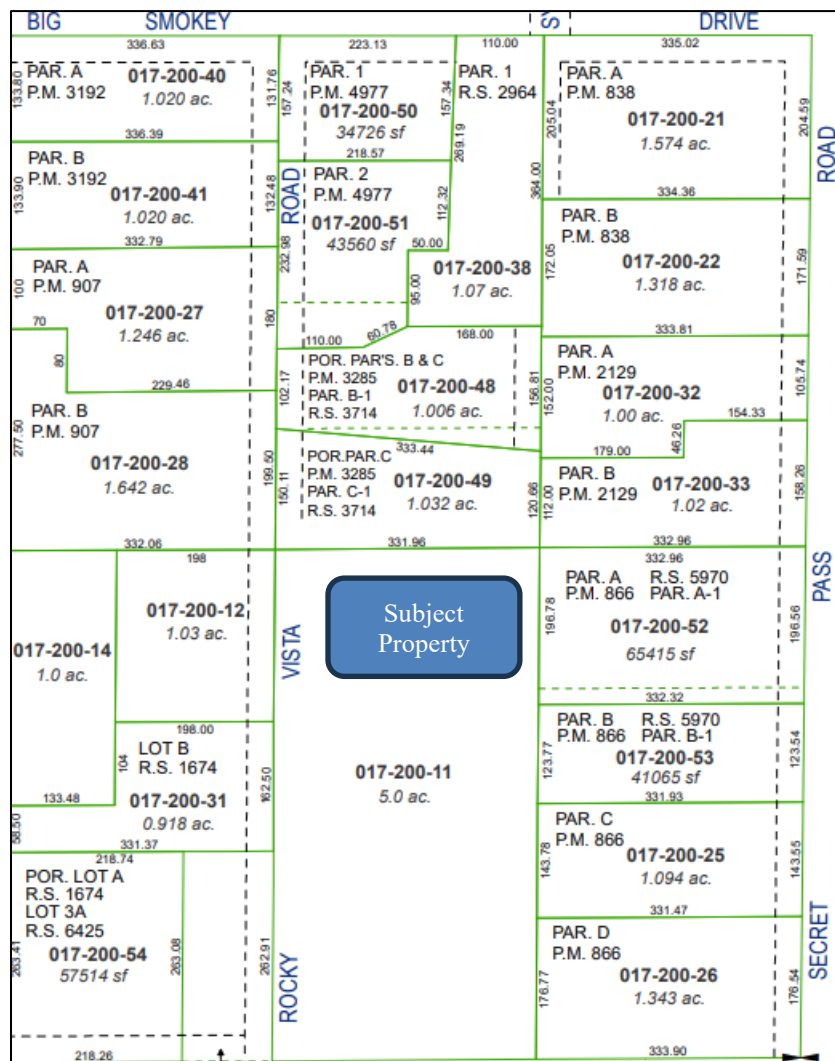 BIG SMOKEY DRIVE
S
336.63
223.13
110.00
335.02
PAR. A
P.M. 3192
017-200-40
1.020 ac.
133.80
131.76
336.39
PAR. B
P.M. 3192
017-200-41
1.020 ac.
133.90
132.48
332.79
PAR. A
P.M. 907
017-200-27
1.246 ac.
100
180
70
80
229.46
PAR. B
P.M. 907
017-200-28
1.642 ac.
277.50
199.50
332.06
198
017-200-12
1.03 ac.
017-200-14
1.0 ac.
198.00
LOT B
R.S. 1674
104
017-200-31
0.918 ac.
133.48
58.50
162.50
331.37
218.74
POR. LOT A
R.S. 1674
LOT 3A
R.S. 6425
017-200-54
57514 sf
263.41
263.08
262.91
218.26
ROAD
VISTA
ROCKY
PAR. 1
P.M. 4977
017-200-50
34726 sf
157.24
157.34
218.57
PAR. 2
P.M. 4977
017-200-51
43560 sf
232.98
112.32
50.00
95.00
110.00
60.78
PAR. 1
R.S. 2964
269.19
364.00
017-200-38
1.07 ac.
168.00
POR. PAR'S. B & C
P.M. 3285
PAR. B-1
R.S. 3714
017-200-48
1.006 ac.
102.17
156.81
333.44
POR.PAR.C
P.M. 3285
PAR. C-1
R.S. 3714
017-200-49
1.032 ac.
150.11
120.66
331.96
Subject
Property
017-200-11
5.0 ac.
PAR. A
P.M. 838
017-200-21
1.574 ac.
205.04
204.59
334.36
PAR. B
P.M. 838
017-200-22
1.318 ac.
172.05
171.59
333.81
PAR. A
P.M. 2129
017-200-32
1.00 ac.
152.00
105.74
154.33
46.26
179.00
PAR. B
P.M. 2129
017-200-33
1.02 ac.
112.00
158.26
332.96
332.96
PAR. A R.S. 5970
P.M. 866 PAR. A-1
017-200-52
65415 sf
196.78
196.56
332.32
PAR. B R.S. 5970
P.M. 866 PAR. B-1
017-200-53
41065 sf
123.77
123.54
331.93
PAR. C
P.M. 866
017-200-25
1.094 ac.
143.78
143.55
331.47
PAR. D
P.M. 866
017-200-26
1.343 ac.
176.77
176.54
333.90
ROAD
PASS
SECRET